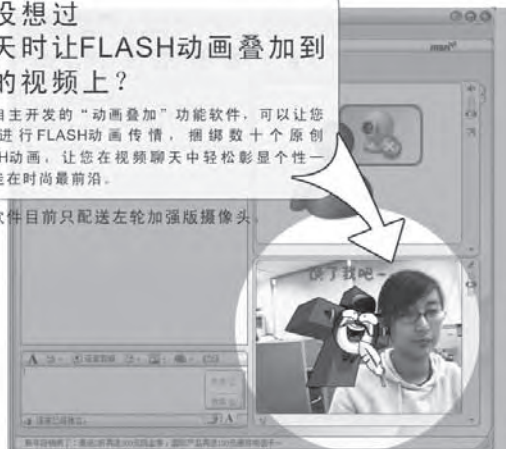 没想过
天时让FLASH动画叠加到
的视频上？
自主开发的“动画叠加”功能软件，可以让您
进行FLASH动画传情，捆绑数十个原创
SH动画，让您在视频聊天中轻松彰显个性—
能在时尚最前沿。
软件目前只配送左轮加强版摄像头。
msn
饶了我吧~
A